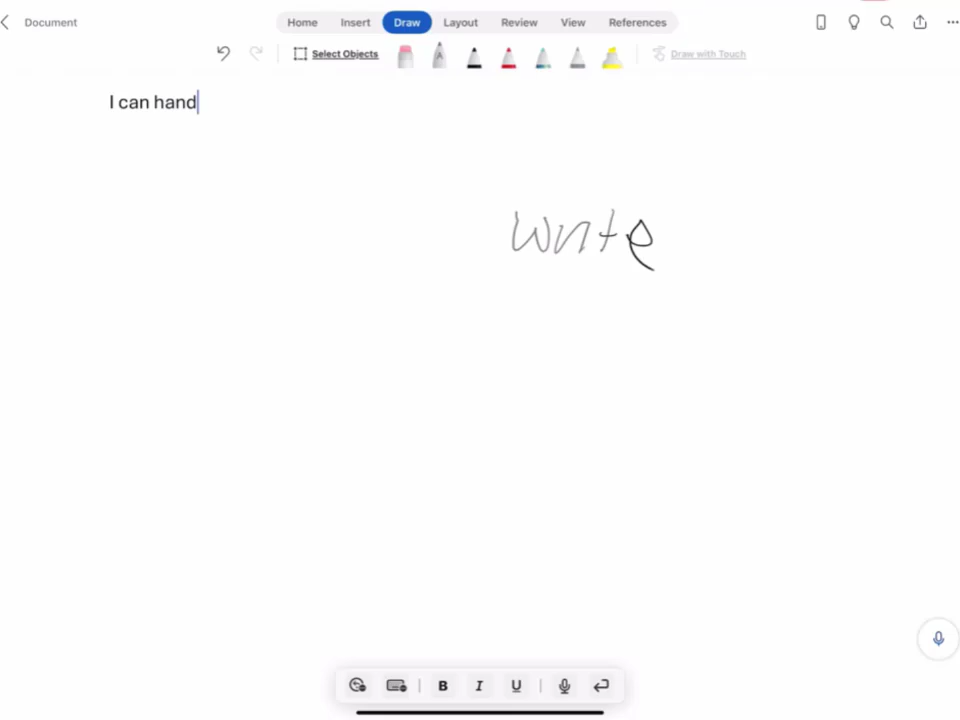 Document
Home Insert Draw Layout Review View References
Select Objects A Draw with Touch
I can hand
write
B I U